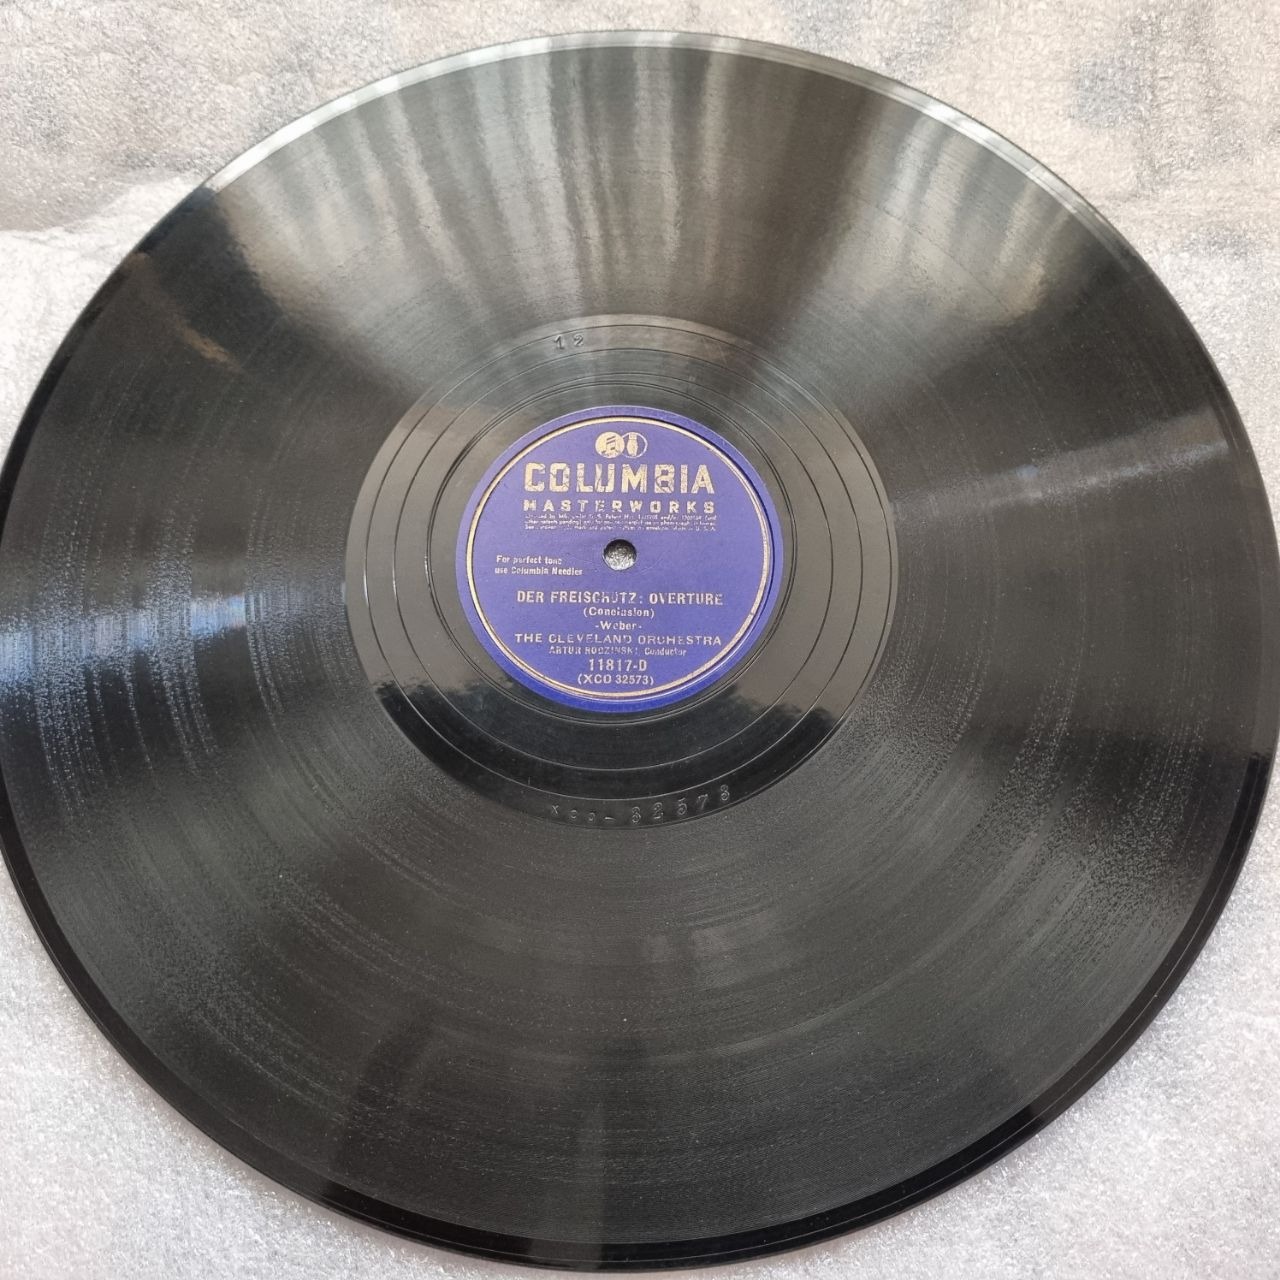 12
COLUMBIA
MASTERWORKS
For perfect tone
use Columbia Needles
DER FREISCHUTZ: OVERTURE
(Conclusion)
-Weber-
THE CLEVELAND ORCHESTRA
ARTUR RODZINSKI, Conductor
11817-D
(XCO 32573)
XCO-32573